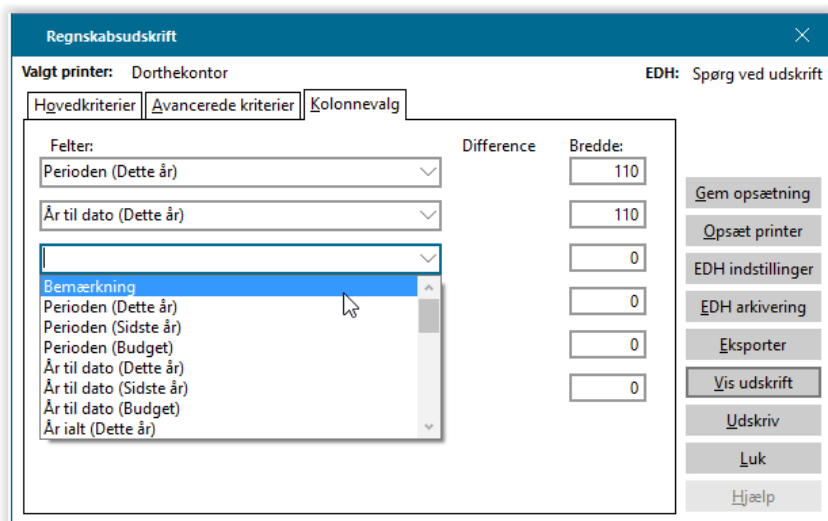 Regnskabsudskrift
Valgt printer: Dorthekontor EDH: Spørg ved udskrift
Hovedkriterier Avancerede kriterier Kolonnevalg
Felter: Difference Bredde:
Perioden (Dette år) 110
År til dato (Dette år) 110
0
Bemærkning
Perioden (Dette år) 0
Perioden (Sidste år)
Perioden (Budget) 0
År til dato (Dette år)
År til dato (Sidste år) 0
År til dato (Budget)
År ialt (Dette år)
Gem opsætning
Opsæt printer
EDH indstillinger
EDH arkivering
Eksporter
Vis udskrift
Udskriv
Luk
Hjælp